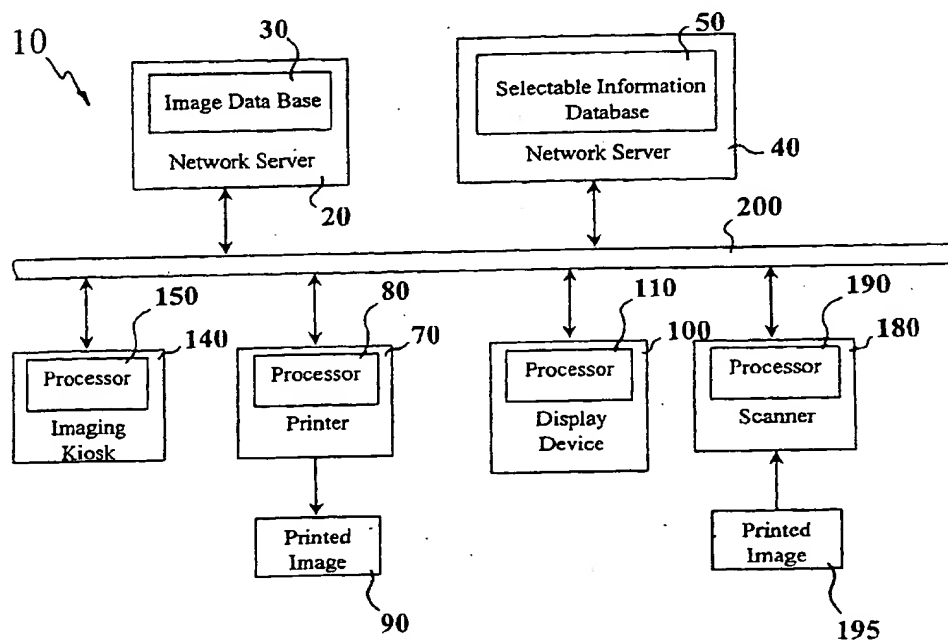 10
30
Image Data Base
Network Server
20
50
Selectable Information
Database
Network Server
40
200
150
140
Processor
Imaging
Kiosk
80
70
Processor
Printer
110
100
Processor
Display
Device
190
180
Processor
Scanner
Printed
Image
90
Printed
Image
195